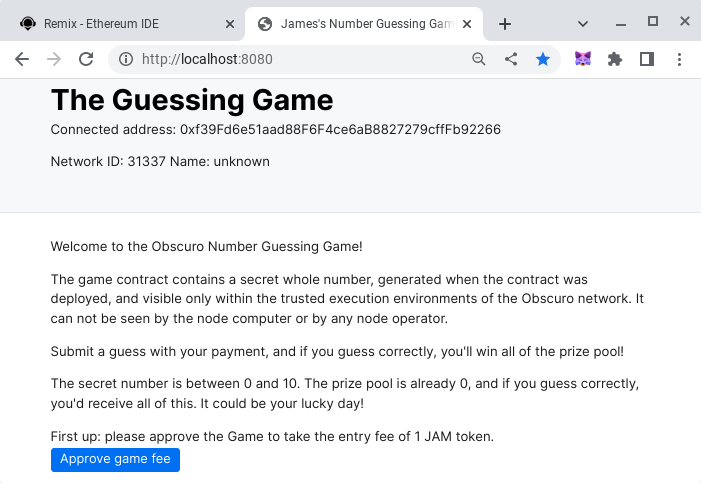 Remix - Ethereum IDE
James's Number Guessing Gam
http://localhost:8080
The Guessing Game
Connected address: 0xf39Fd6e51aad88F6F4ce6aB8827279cffFb92266
Network ID: 31337 Name: unknown
Welcome to the Obscuro Number Guessing Game!
The game contract contains a secret whole number, generated when the contract was
deployed, and visible only within the trusted execution environments of the Obscuro network. It
can not be seen by the node computer or by any node operator.
Submit a guess with your payment, and if you guess correctly, you'll win all of the prize pool!
The secret number is between 0 and 10. The prize pool is already 0, and if you guess correctly,
you'd receive all of this. It could be your lucky day!
First up: please approve the Game to take the entry fee of 1 JAM token.
Approve game fee